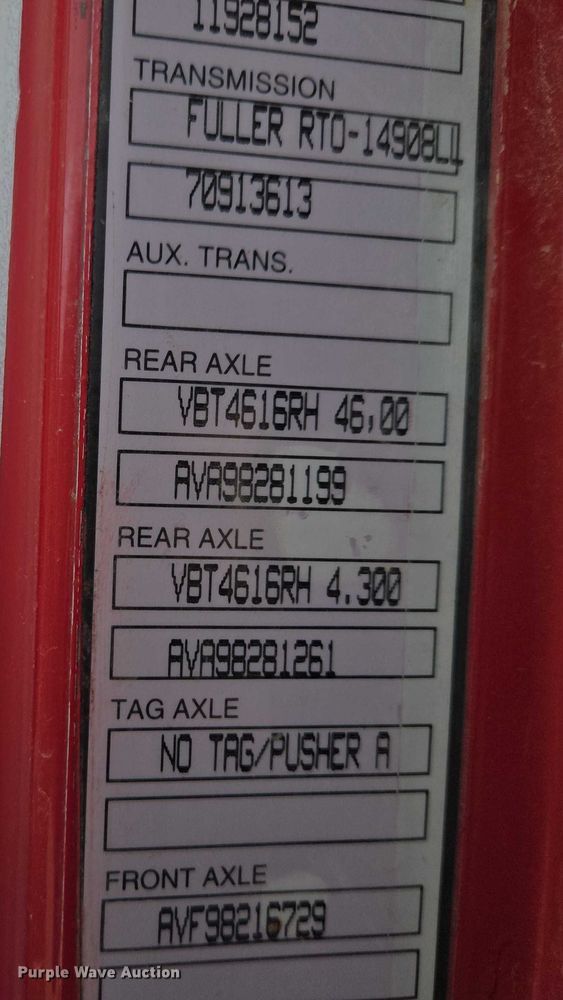 11928152
TRANSMISSION
FULLER RTO-14908LL
70913613
AUX. TRANS.
REAR AXLE
VBT4616RH 46,00
AVA98281199
REAR AXLE
VBT4616RH 4.300
AVA98281261
TAG AXLE
NO TAG/PUSHER A
FRONT AXLE
AVF98216729
Purple Wave Auction